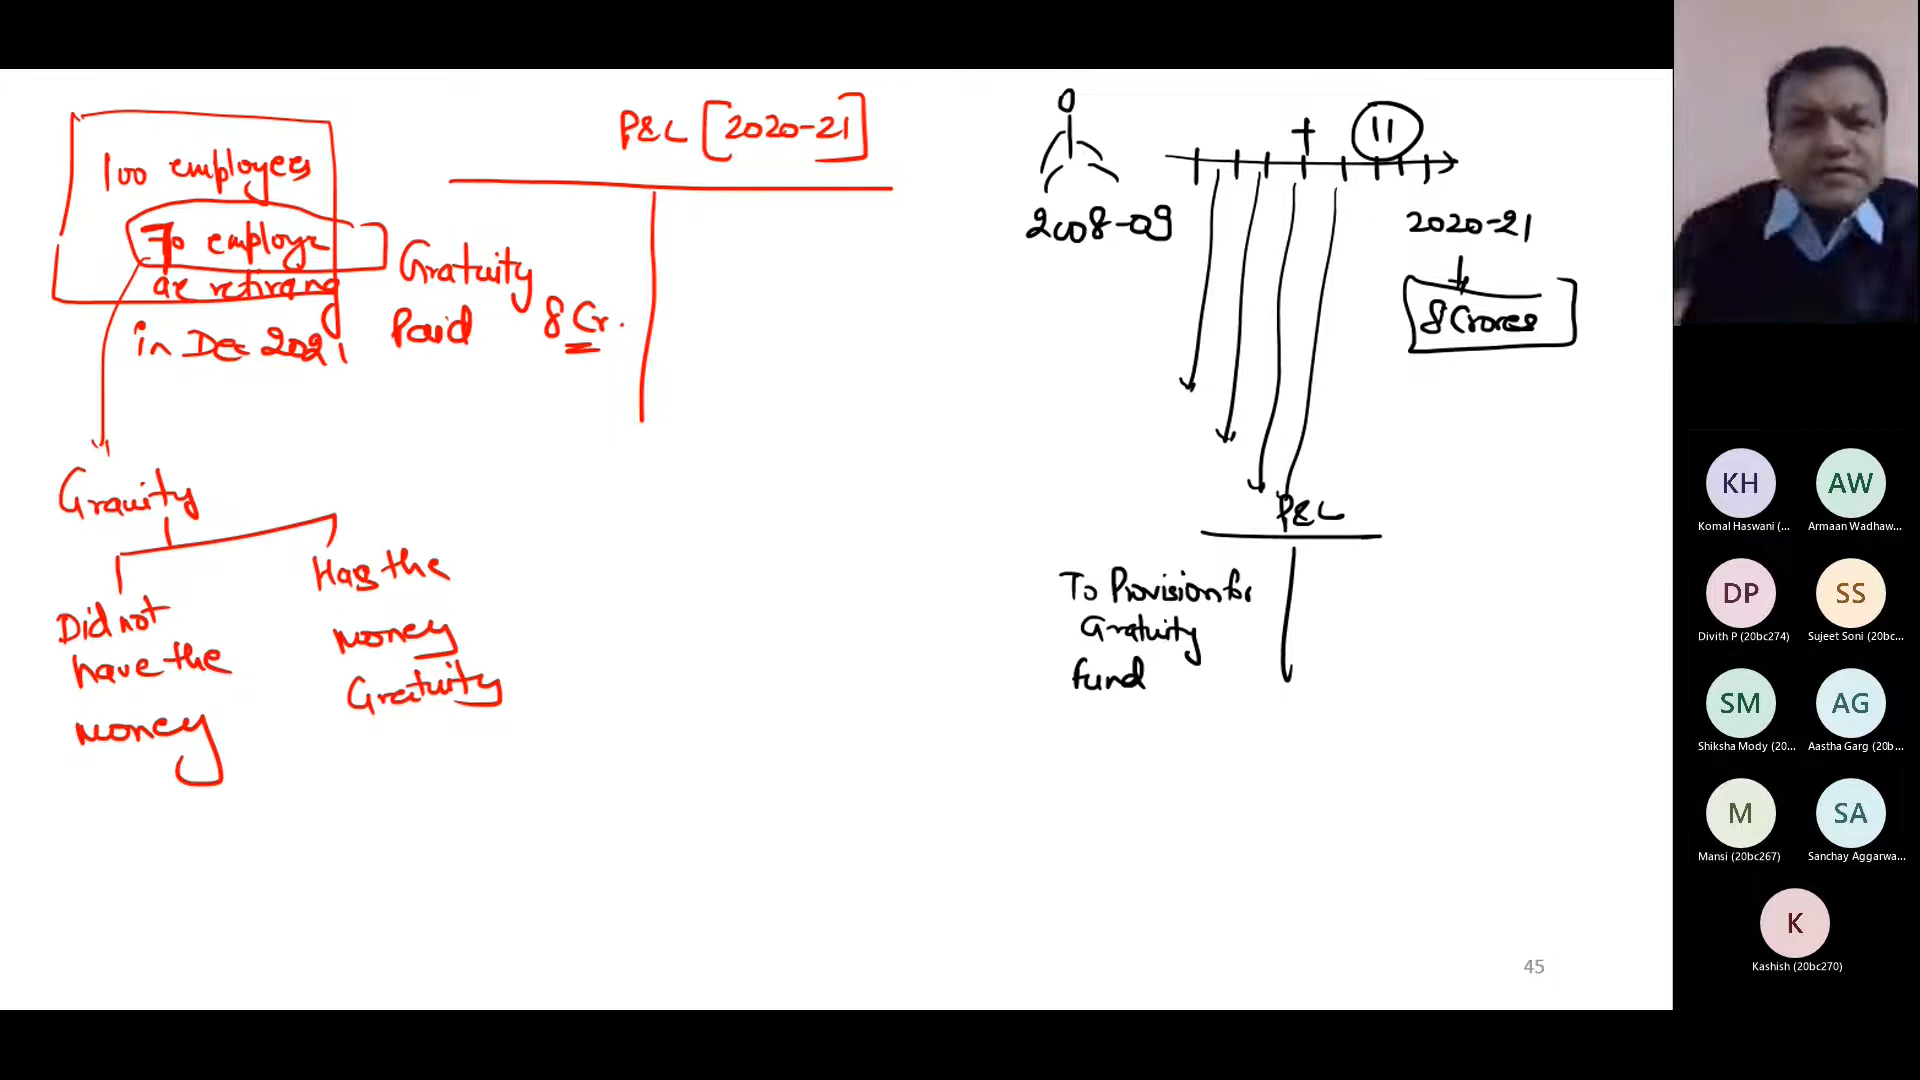 100 employees
70 employe
are retiring
in Dec 2021
Gratuity
Paid 8 Cr.
P&L [2020-21]
Gravity
Did not
have the
money
Has the
money
Gratuity
11
2008-09
2020-21
8 Crores
P&L
To Provision for
Gratuity
fund
45
KH
Komal Haswani (...
AW
Armaan Wadhaw...
DP
Divith P (20bc274)
SS
Sujeet Soni (20bc...
SM
Shiksha Mody (20...
AG
Aastha Garg (20b...
M
Mansi (20bc267)
SA
Sanchay Aggarwa...
K
Kashish (20bc270)